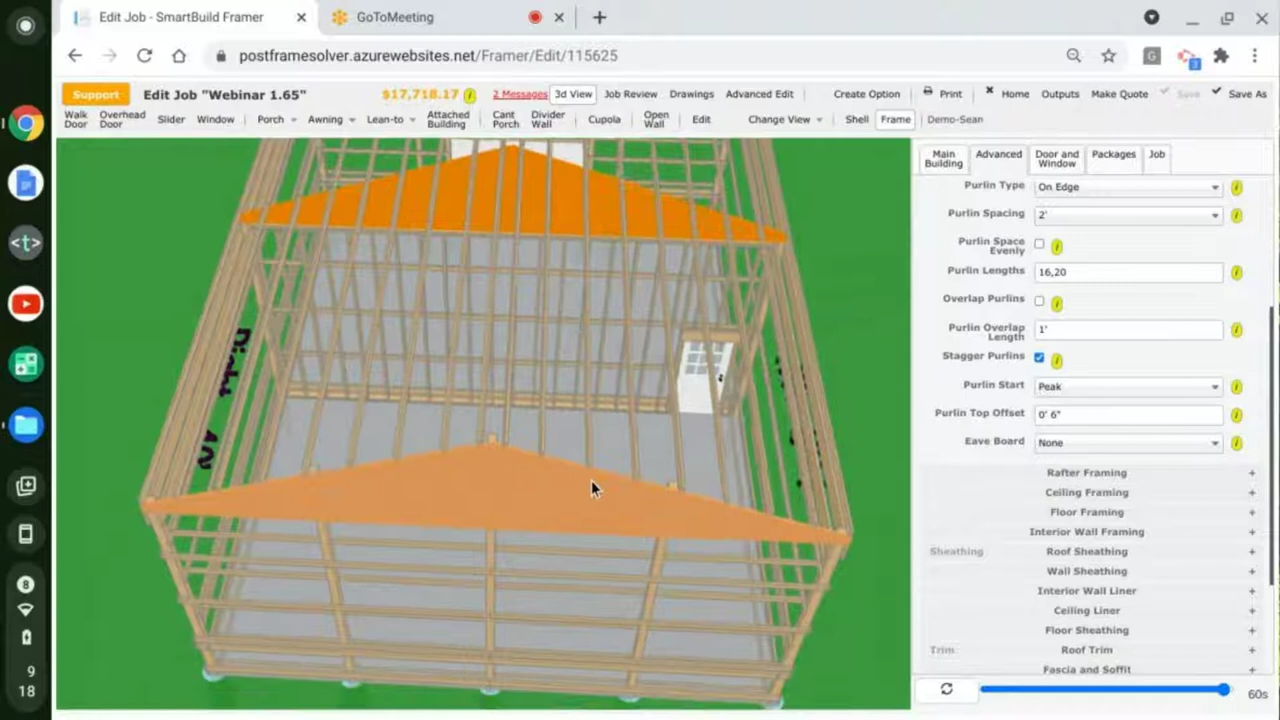 Edit Job - SmartBuild Framer
GoToMeeting
postframesolver.azurewebsites.net/Framer/Edit/115625
Support
Edit Job "Webinar 1.65"
$17,718.17
2 Messages
3d View
Job Review
Drawings
Advanced Edit
Create Option
Print
Home
Outputs
Make Quote
Save
Save As
Walk Door
Overhead Door
Slider
Window
Porch
Awning
Lean-to
Attached Building
Cant Porch
Divider Wall
Cupola
Open Wall
Edit
Change View
Shell
Frame
Demo-Sean
Main Building
Advanced
Door and Window
Packages
Job
Purlin Type
On Edge
Purlin Spacing
2'
Purlin Space Evenly
Purlin Lengths
16,20
Overlap Purlins
Purlin Overlap Length
1'
Stagger Purlins
Purlin Start
Peak
Purlin Top Offset
0' 6"
Eave Board
None
Rafter Framing +
Ceiling Framing +
Floor Framing +
Interior Wall Framing +
Sheathing
Roof Sheathing +
Wall Sheathing +
Interior Wall Liner +
Ceiling Liner +
Floor Sheathing +
Trim
Roof Trim +
Fascia and Soffit +
60s
8
9
18
3